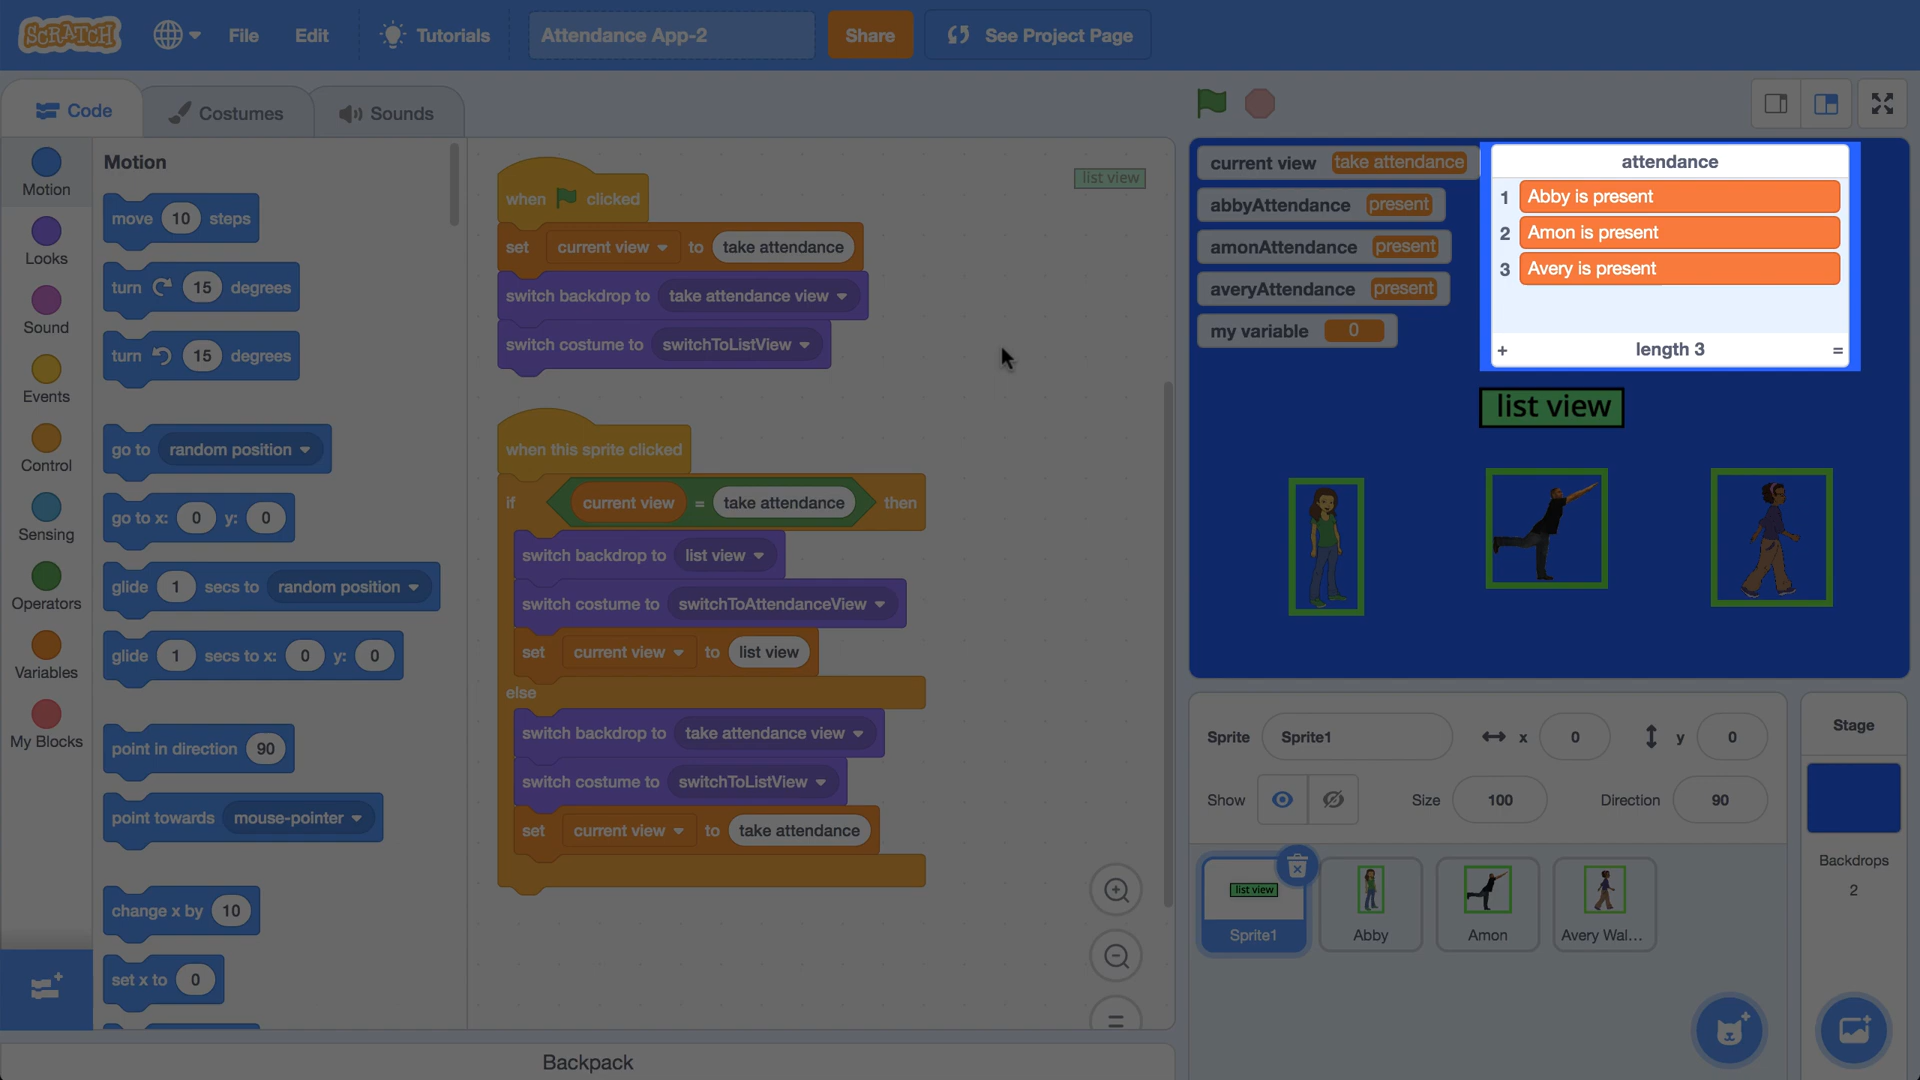 SCRATCH File Edit Tutorials Attendance App-2 Share See Project Page
Code Costumes Sounds
Motion
Looks
Sound
Events
Control
Sensing
Operators
Variables
My Blocks
Motion
move 10 steps
turn 15 degrees
turn 15 degrees
go to random position
go to x: 0 y: 0
glide 1 secs to random position
glide 1 secs to x: 0 y: 0
point in direction 90
point towards mouse-pointer
change x by 10
set x to 0
list view
when clicked
set current view to take attendance
switch backdrop to take attendance view
switch costume to switchToListView
when this sprite clicked
if current view = take attendance then
switch backdrop to list view
switch costume to switchToAttendanceView
set current view to list view
else
switch backdrop to take attendance view
switch costume to switchToListView
set current view to take attendance
Backpack
current view take attendance
abbyAttendance present
amonAttendance present
averyAttendance present
my variable 0
attendance
1 Abby is present
2 Amon is present
3 Avery is present
+ length 3 =
list view
Sprite Sprite1 x 0 y 0
Show Size 100 Direction 90
list view
Sprite1 Abby Amon Avery Wal...
Stage
Backdrops
2